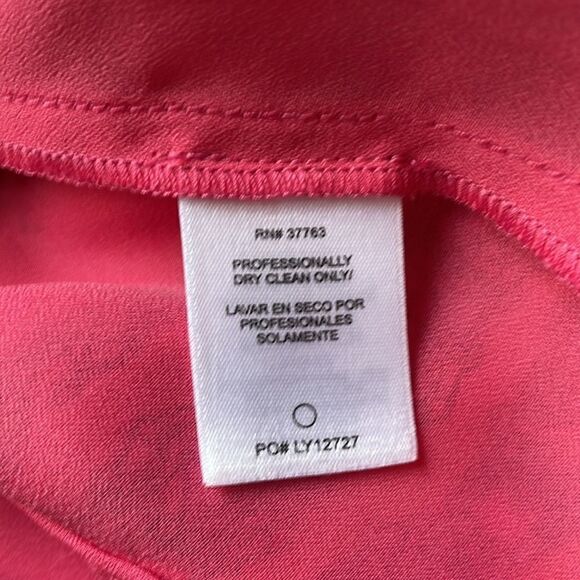 RN# 37763
PROFESSIONALLY
DRY CLEAN ONLY/
LAVAR EN SECO POR
PROFESIONALES
SOLAMENTE
PO# LY12727